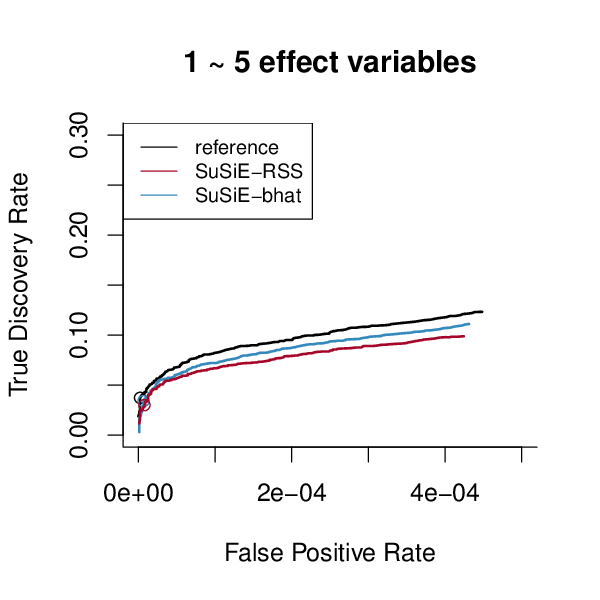 1 ~ 5 effect variables
reference
SuSiE−RSS
SuSiE−bhat
True Discovery Rate
0.30
0.20
0.10
0.00
0e+00
2e−04
4e−04
False Positive Rate